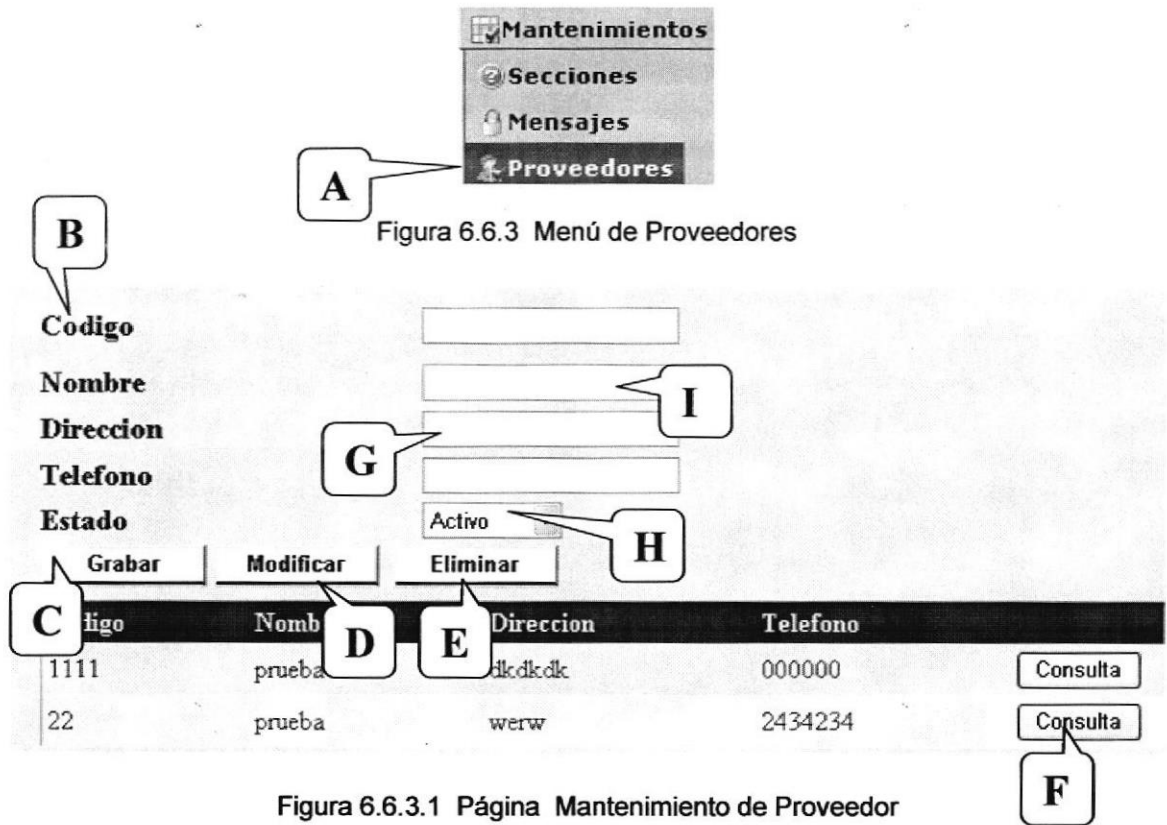 Mantenimientos
Secciones
Mensajes
Proveedores
A
Figura 6.6.3 Menú de Proveedores
B
Codigo
Nombre
I
Direccion
G
Telefono
Estado Activo
H
Grabar Modificar Eliminar
C D E
igo Nomb Direccion Telefono
1111 prueba dkdkdk 000000 Consulta
22 prueba werw 2434234 Consulta
F
Figura 6.6.3.1 Página Mantenimiento de Proveedor